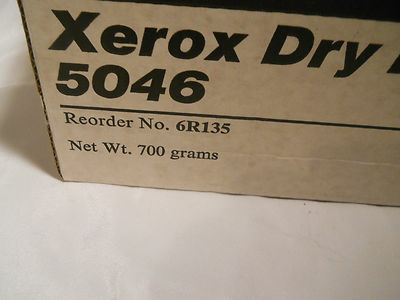 Xerox Dry
5046
Reorder No. 6R135
Net Wt. 700 grams